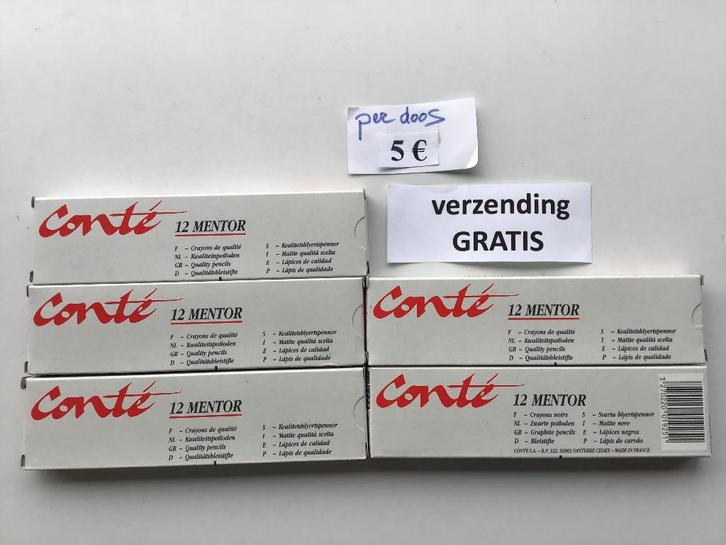 per doos
5 €
verzending
GRATIS
Conté
12 MENTOR
F – Crayons de qualité
NL – Kwaliteitspotloden
GB – Quality pencils
D – Qualitätsbleistifte
S – Kvalitetsblyertspennor
I – Matite qualità scelta
E – Lápices de calidad
P – Lápis de qualidade
Conté
12 MENTOR
F – Crayons de qualité
NL – Kwaliteitspotloden
GB – Quality pencils
D – Qualitätsbleistifte
S – Kvalitetsblyertspennor
I – Matite qualità scelta
E – Lápices de calidad
P – Lápis de qualidade
Conté
12 MENTOR
F – Crayons de qualité
NL – Kwaliteitspotloden
GB – Quality pencils
D – Qualitätsbleistifte
S – Kvalitetsblyertspennor
I – Matite qualità scelta
E – Lápices de calidad
P – Lápis de qualidade
Conté
12 MENTOR
F – Crayons de qualité
NL – Kwaliteitspotloden
GB – Quality pencils
D – Qualitätsbleistifte
S – Kvalitetsblyertspennor
I – Matite qualità scelta
E – Lápices de calidad
P – Lápis de qualidade
Conté
12 MENTOR
F – Crayons noirs
NL – Zwarte potloden
GB – Graphite pencils
D – Bleistifte
S – Svarta blyertspennor
I – Matite nere
E – Lápices negros
P – Lápis de carvão
CONTÉ S.A. – B.P. 332, 92003 NANTERRE CEDEX – MADE IN FRANCE
3 270220 019251